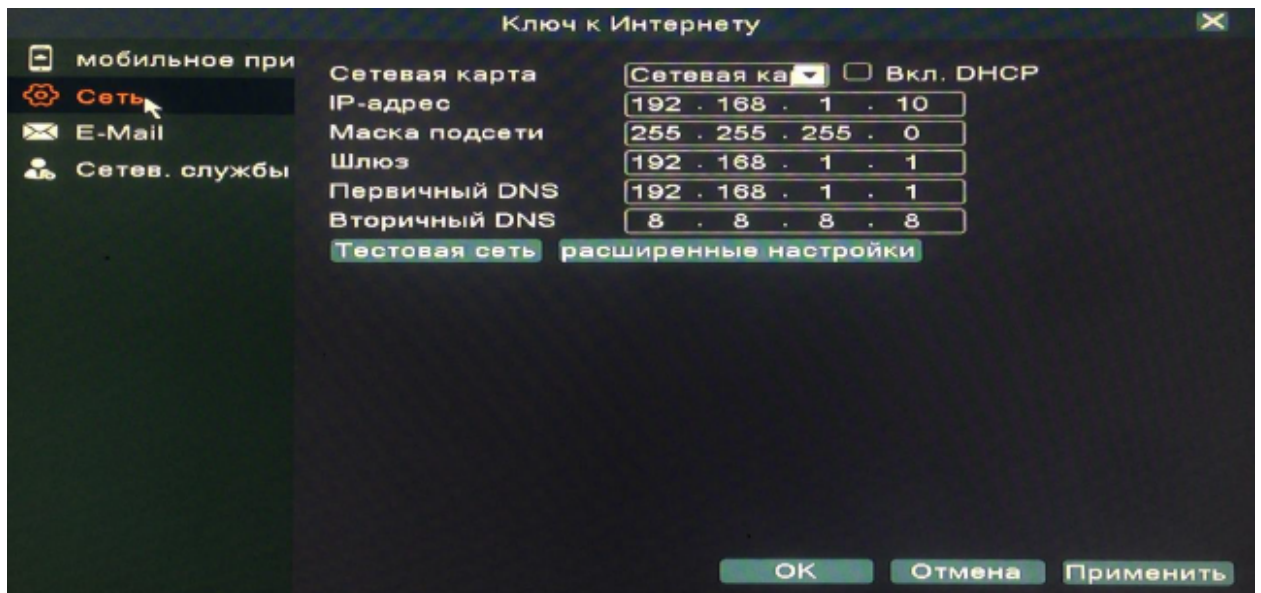 Ключ к Интернету
мобильное при
Сеть
E-Mail
Сетев. службы
Сетевая карта Сетевая ка Вкл. DHCP
IP-адрес 192 . 168 . 1 . 10
Маска подсети 255 . 255 . 255 . 0
Шлюз 192 . 168 . 1 . 1
Первичный DNS 192 . 168 . 1 . 1
Вторичный DNS 8 . 8 . 8 . 8
Тестовая сеть расширенные настройки
OK Отмена Применить